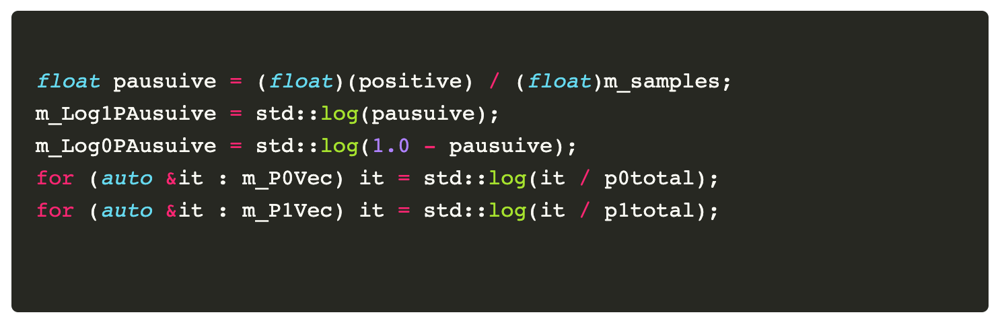 float pausuive = (float)(positive) / (float)m_samples;
m_Log1PAusuive = std::log(pausuive);
m_Log0PAusuive = std::log(1.0 - pausuive);
for (auto &it : m_P0Vec) it = std::log(it / p0total);
for (auto &it : m_P1Vec) it = std::log(it / p1total);